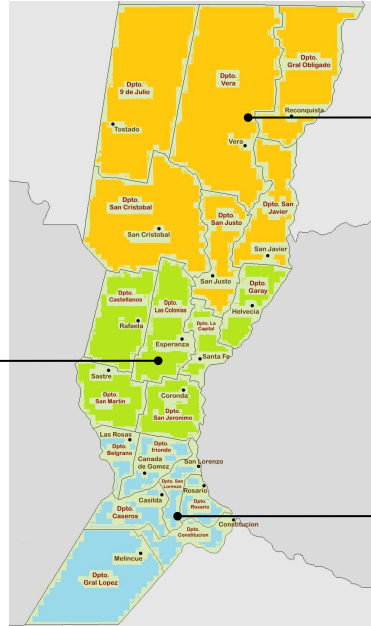 Dpto.
Gral Obligado
Dpto.
9 de Julio
Dpto.
Vera
Reconquista
Tostado
Vera
Dpto.
San Cristobal
Dpto.
San Justo
Dpto. San
Javier
San Cristobal
San Javier
San Justo
Dpto.
Castellanos
Dpto.
Las Colonias
Dpto.
Garay
Helvecia
Rafaela
Dpto. La
Capital
Esperanza
Santa Fe
Sastre
Dpto.
San Martin
Coronda
Dpto.
San Jeronimo
Las Rosas
Dpto.
Belgrano
Dpto.
Iriondo
Canada
de Gomez
San Lorenzo
Dpto. San
Lorenzo
Rosario
Casilda
Dpto.
Rosario
Dpto.
Caseros
Constitucion
Dpto.
Constitucion
Melincue
Dpto.
Gral Lopez